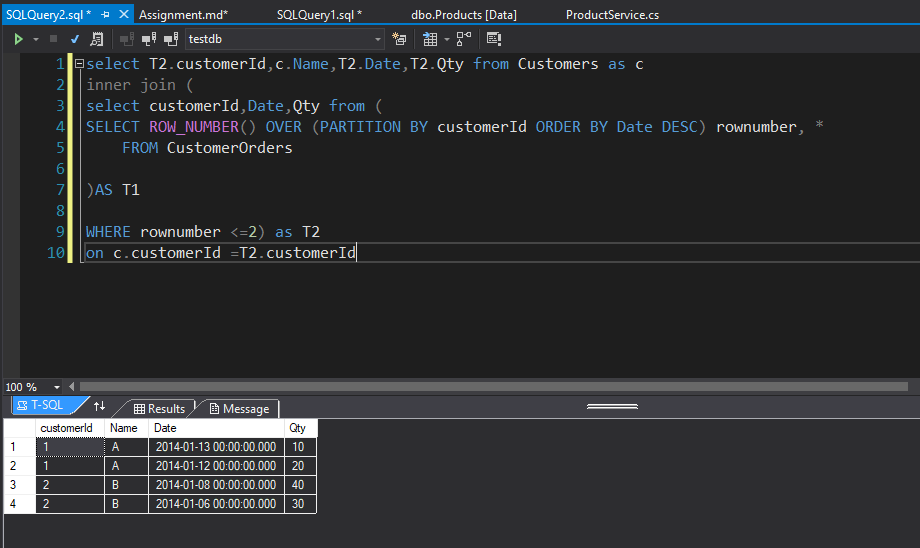 SQLQuery2.sql * Assignment.md* SQLQuery1.sql * dbo.Products [Data] ProductService.cs
testdb
1 select T2.customerId,c.Name,T2.Date,T2.Qty from Customers as c
2 inner join (
3 select customerId,Date,Qty from (
4 SELECT ROW_NUMBER() OVER (PARTITION BY customerId ORDER BY Date DESC) rownumber, *
5 FROM CustomerOrders
6
7 )AS T1
8
9 WHERE rownumber <=2) as T2
10 on c.customerId =T2.customerId
100 %
T-SQL Results Message
customerId Name Date Qty
1 1 A 2014-01-13 00:00:00.000 10
2 1 A 2014-01-12 00:00:00.000 20
3 2 B 2014-01-08 00:00:00.000 40
4 2 B 2014-01-06 00:00:00.000 30